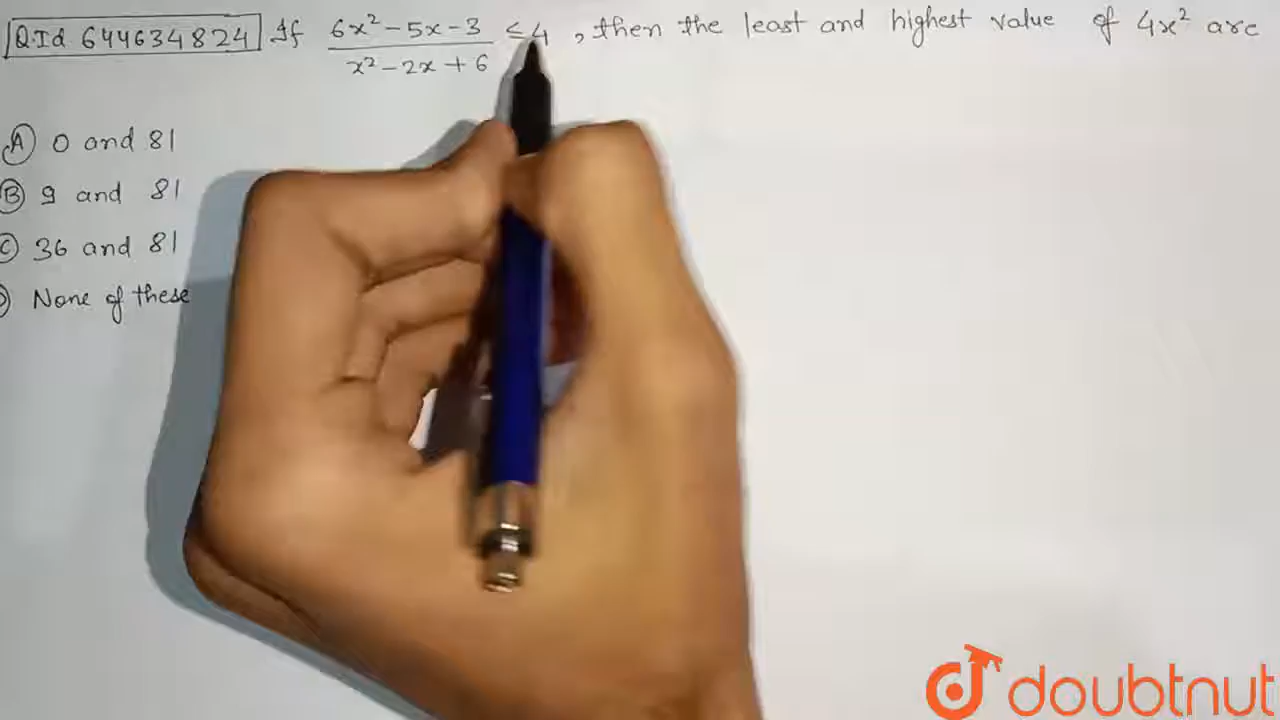 Q.Id 644634824 If 6x² - 5x - 3 / x² - 2x + 6 ≤ 4 , then the least and highest value of 4x² are
(A) 0 and 81
(B) 9 and 81
(C) 36 and 81
None of these
doubtnut